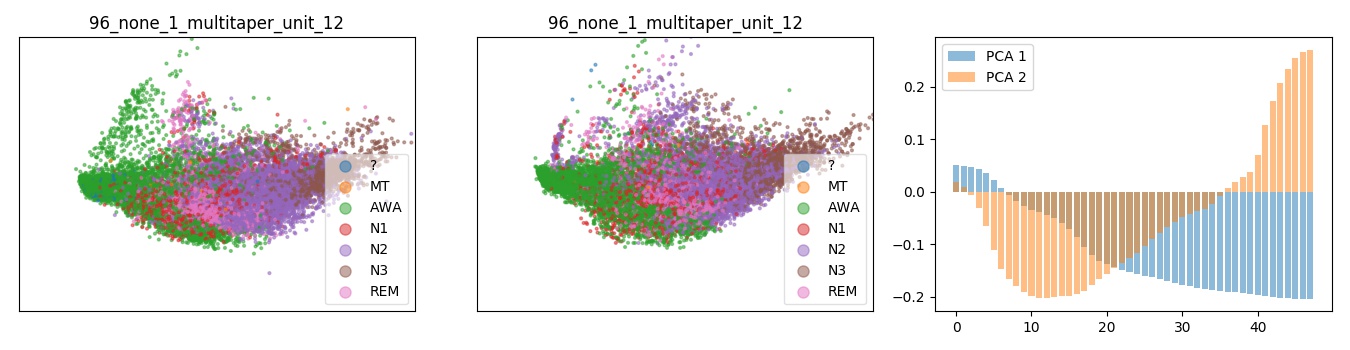 96_none_1_multitaper_unit_12
?
MT
AWA
N1
N2
N3
REM
96_none_1_multitaper_unit_12
?
MT
AWA
N1
N2
N3
REM
PCA 1
PCA 2
0.2
0.1
0.0
−0.1
−0.2
0 10 20 30 40